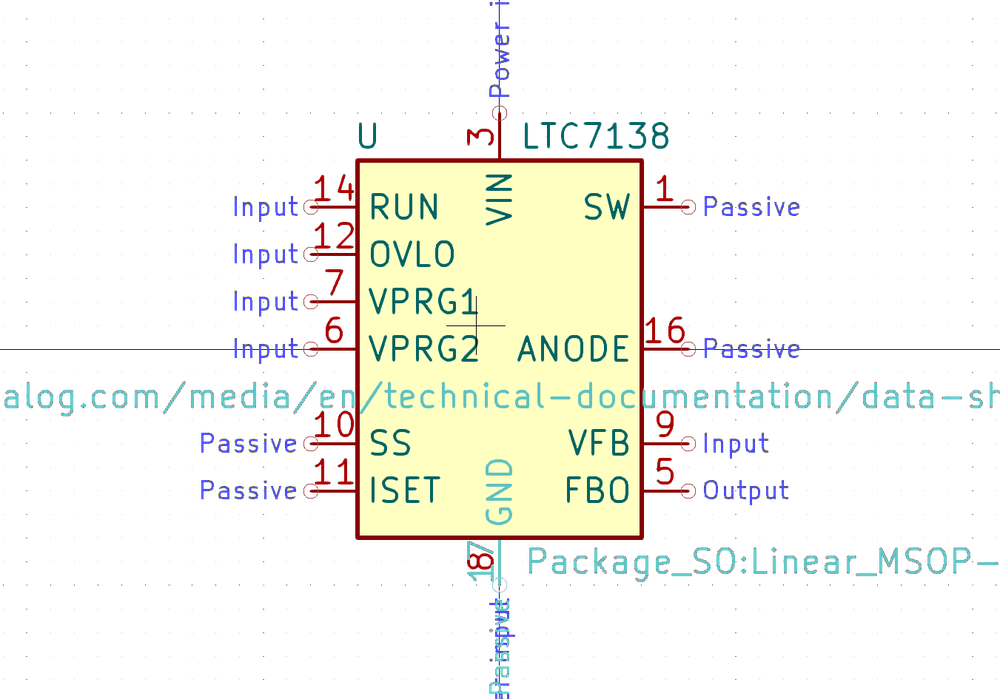 Power i
3
U
LTC7138
VIN
Input 14 RUN
SW 1 Passive
Input 12 OVLO
Input 7 VPRG1
Input 6 VPRG2
ANODE 16 Passive
alog.com/media/en/technical-documentation/data-sh
Passive 10 SS
VFB 9 Input
Passive 11 ISET
FBO 5 Output
GND
8
17
Package_SO:Linear_MSOP-
Passive